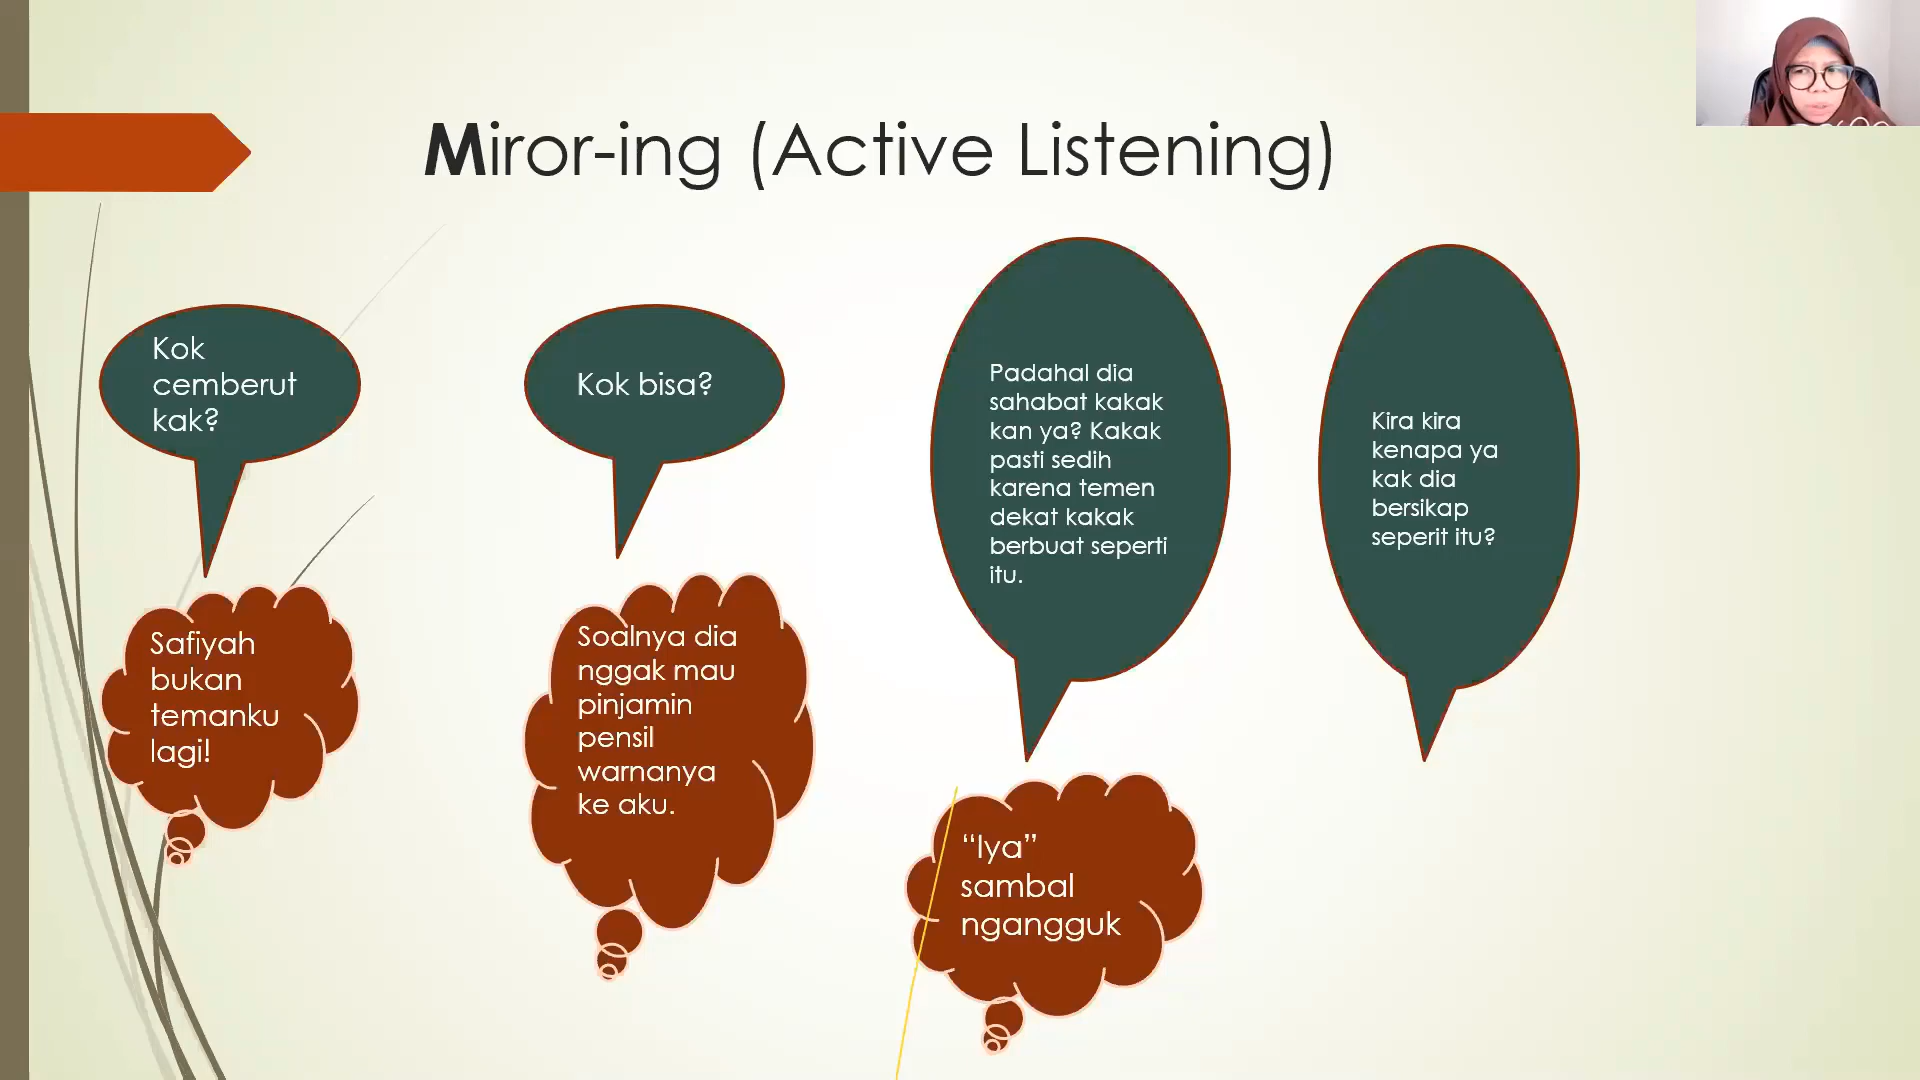 Miror-ing (Active Listening)
Kok
cemberut
kak?
Safiyah
bukan
temanku
lagi!
Kok bisa?
Soalnya dia
nggak mau
pinjamin
pensil
warnanya
ke aku.
Padahal dia
sahabat kakak
kan ya? Kakak
pasti sedih
karena temen
dekat kakak
berbuat seperti
itu.
“Iya”
sambal
ngangguk
Kira kira
kenapa ya
kak dia
bersikap
seperit itu?